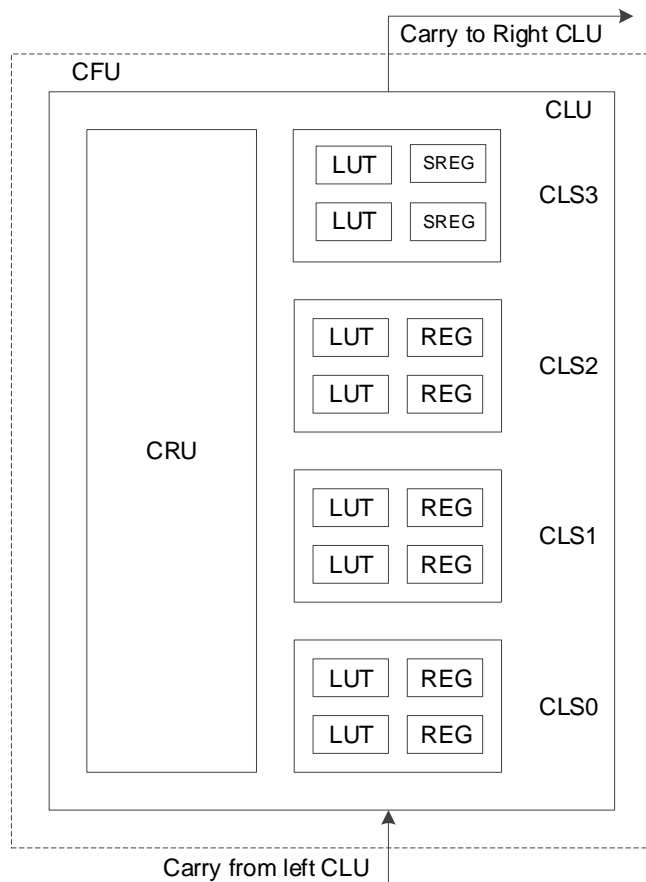 Carry to Right CLU
CFU
CLU
LUT SREG
CLS3
LUT SREG
LUT REG
CLS2
LUT REG
CRU
LUT REG
CLS1
LUT REG
LUT REG
CLS0
LUT REG
Carry from left CLU